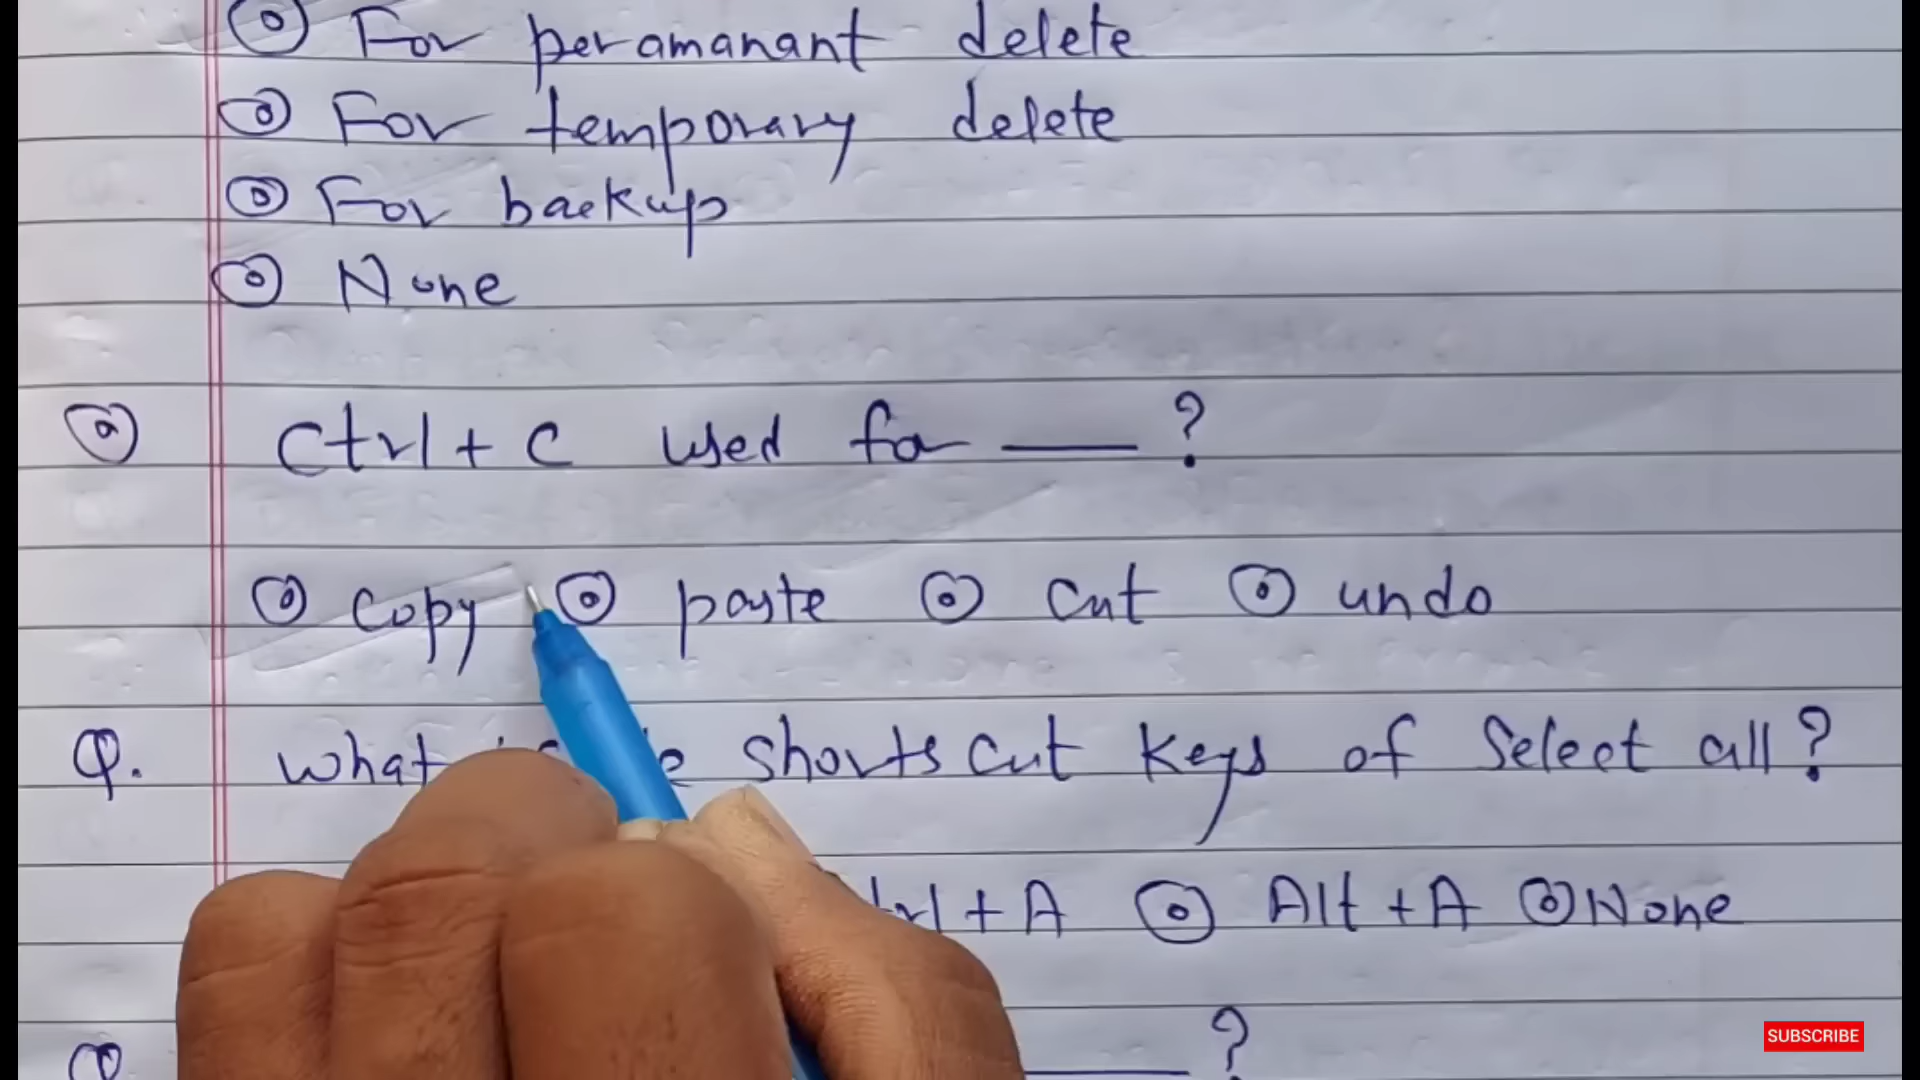 For peramanant delete
For temporary delete
For backup
None
Ctrl + C used for ___ ?
copy paste cut undo
Q. what shorts cut keys of Select all?
+ A Alt + A None
Q ___ ?
SUBSCRIBE